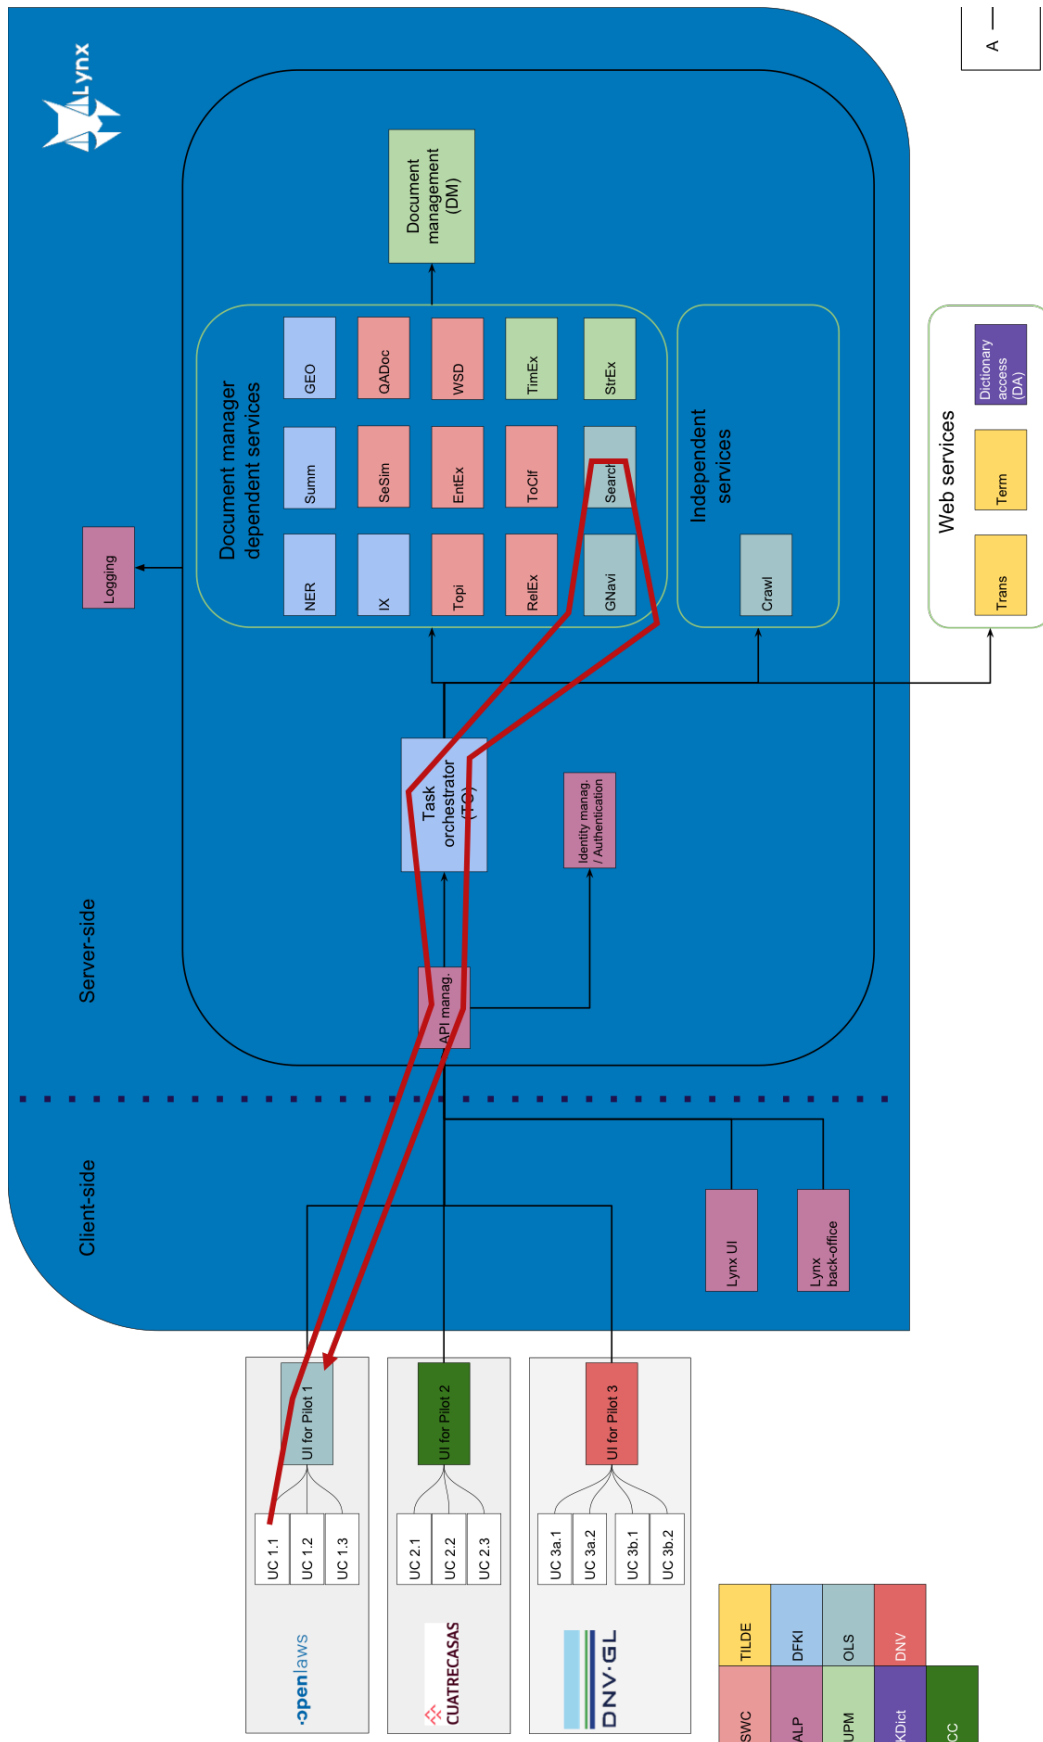 Lynx
Client-side
Server-side
Logging
Document manager
dependent services
NER
Summ
GEO
IX
SeSim
QADoc
Topi
EntEx
WSD
RelEx
ToClf
TimEx
GNavi
Search
StrEx
Document
management
(DM)
Task
orchestrator
(TO)
API manag.
Identity manag.
/ Authentication
Independent
services
Crawl
Web services
Trans
Term
Dictionary
access
(DA)
A
Lynx UI
Lynx
back-office
openlaws
UC 1.1
UC 1.2
UC 1.3
UI for Pilot 1
CUATRECASAS
UC 2.1
UC 2.2
UC 2.3
UI for Pilot 2
DNV·GL
UC 3a.1
UC 3a.2
UC 3b.1
UC 3b.2
UI for Pilot 3
SWC
TILDE
ALP
DFKI
UPM
OLS
KDict
DNV
CC